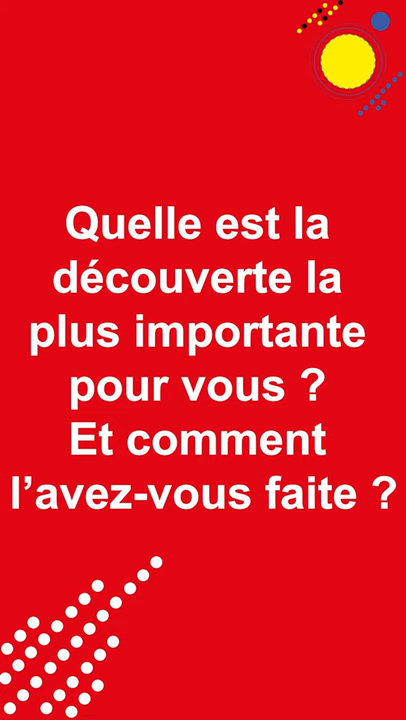 Quelle est la
découverte la
plus importante
pour vous ?
Et comment
l’avez-vous faite ?